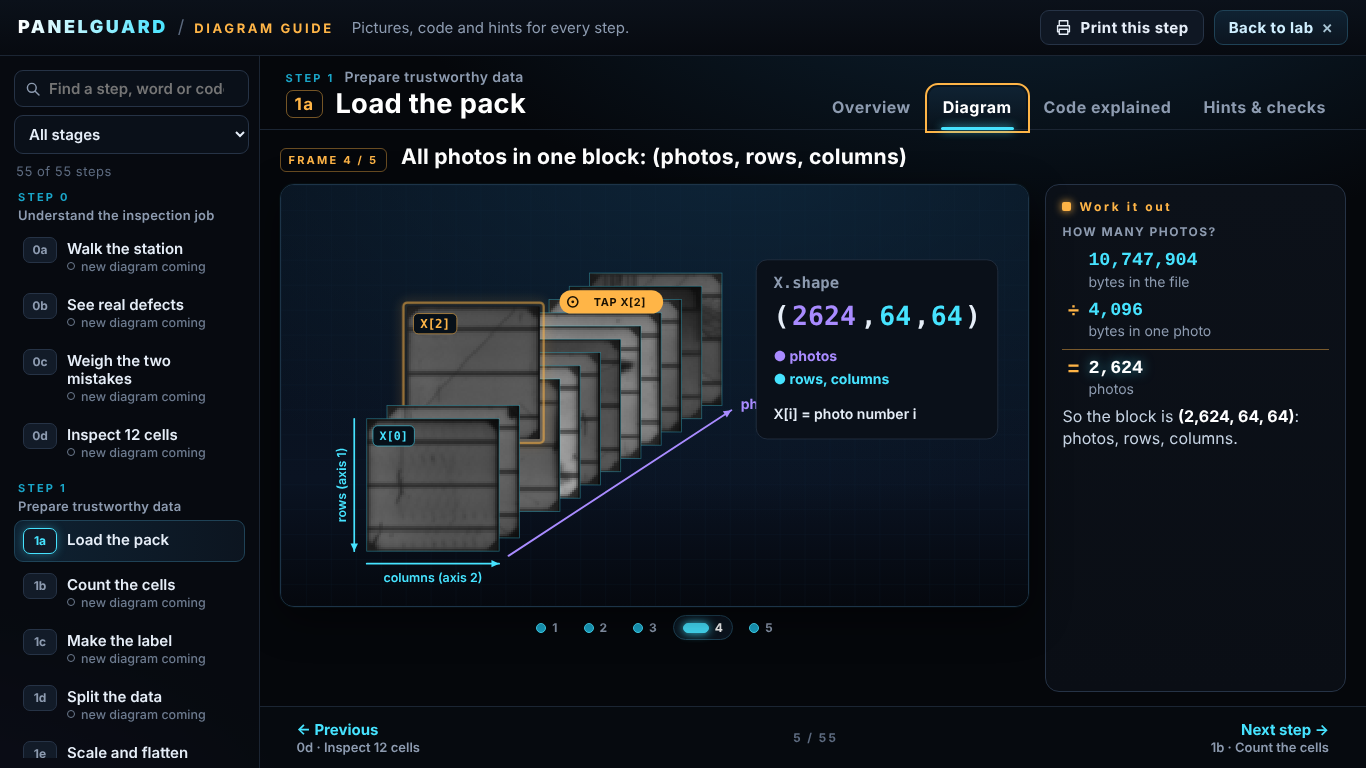 PANELGUARD / DIAGRAM GUIDE Pictures, code and hints for every step.
Print this step
Back to lab ×
Find a step, word or cod
All stages
55 of 55 steps
STEP 0
Understand the inspection job
0a Walk the station
new diagram coming
0b See real defects
new diagram coming
0c Weigh the two
mistakes
new diagram coming
0d Inspect 12 cells
new diagram coming
STEP 1
Prepare trustworthy data
1a Load the pack
1b Count the cells
new diagram coming
1c Make the label
new diagram coming
1d Split the data
new diagram coming
1e Scale and flatten
STEP 1 Prepare trustworthy data
1a Load the pack
Overview
Diagram
Code explained
Hints & checks
FRAME 4 / 5 All photos in one block: (photos, rows, columns)
TAP X[2]
X[2]
X[0]
rows (axis 1)
columns (axis 2)
ph
X.shape
(2624,64,64)
photos
rows, columns
X[i] = photo number i
1
2
3
4
5
Work it out
HOW MANY PHOTOS?
10,747,904
bytes in the file
÷ 4,096
bytes in one photo
= 2,624
photos
So the block is (2,624, 64, 64):
photos, rows, columns.
← Previous
0d · Inspect 12 cells
5 / 55
Next step →
1b · Count the cells